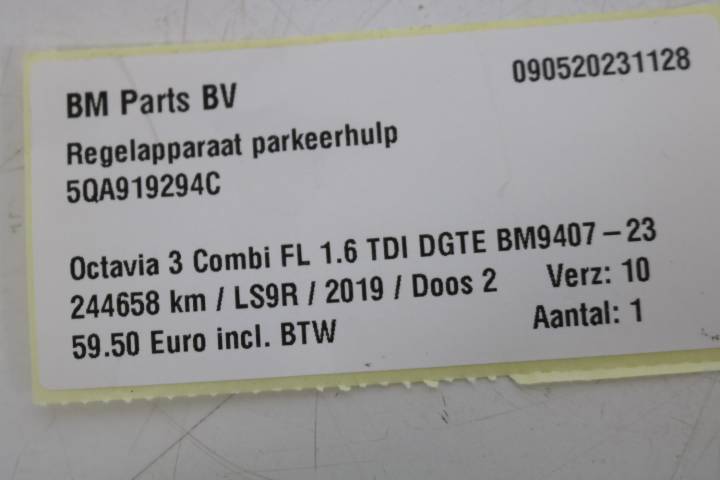 BM Parts BV
090520231128
Regelapparaat parkeerhulp
5QA919294C
Octavia 3 Combi FL 1.6 TDI DGTE BM9407-23
244658 km / LS9R / 2019 / Doos 2 Verz: 10
59.50 Euro incl. BTW Aantal: 1